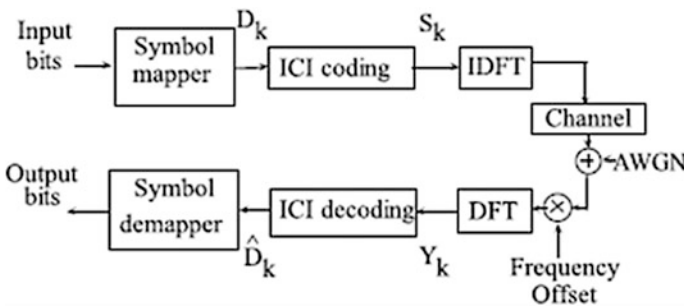 Input bits
Symbol mapper
D_k
ICI coding
S_k
IDFT
Channel
+
AWGN
×
Frequency Offset
DFT
Y_k
ICI decoding
D̂_k
Symbol demapper
Output bits